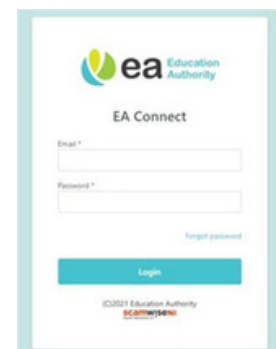 ea Education
Authority
EA Connect
Email *
Password *
Forgot password
Login
(C)2021 Education Authority
scamwiseNI